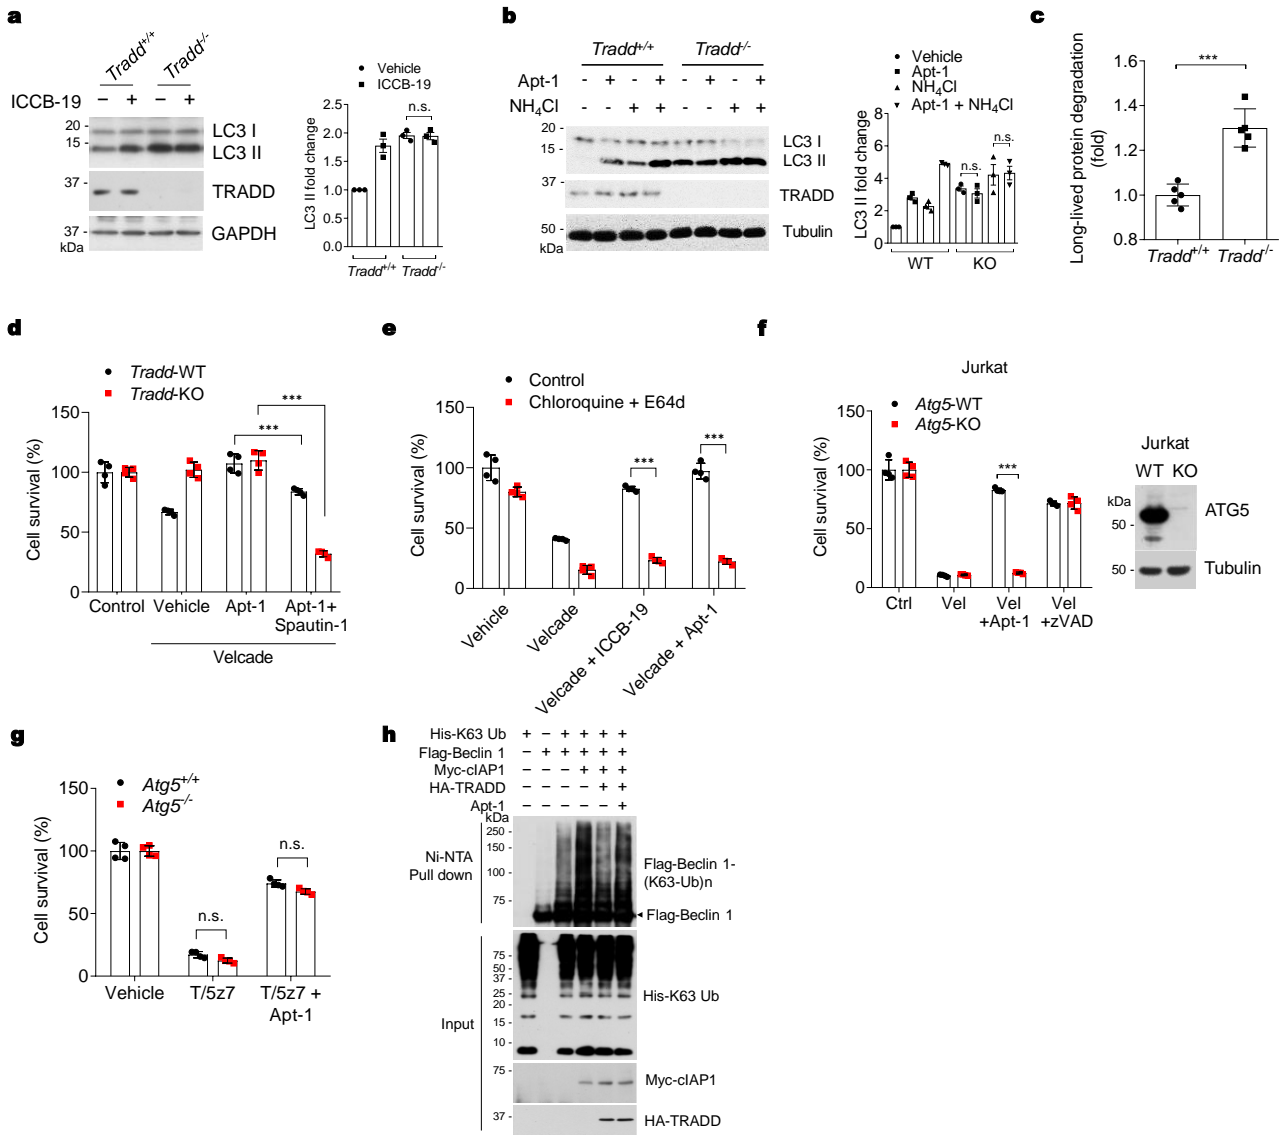 a
Tradd+/+
Tradd-/-
ICCB-19
− + − +
20
15
LC3 I
LC3 II
37
TRADD
37
GAPDH
kDa
Vehicle
ICCB-19
n.s.
LC3 II fold change
2.5
2.0
1.5
1.0
0.5
0.0
Tradd+/+ Tradd-/-
b
Tradd+/+ Tradd-/-
Apt-1 - + - + - + - +
NH4Cl - - + + - - + +
20
15
LC3 I
LC3 II
37
TRADD
50
Tubulin
kDa
Vehicle
Apt-1
NH4Cl
Apt-1 + NH4Cl
n.s.
n.s.
LC3 II fold change
8
6
4
2
0
WT KO
c
Long-lived protein degradation
(fold)
1.6
1.4
1.2
1.0
0.8
***
Tradd+/+ Tradd-/-
d
Tradd-WT
Tradd-KO
***
***
Cell survival (%)
150
100
50
0
Control Vehicle Apt-1 Apt-1+
Spautin-1
Velcade
e
Control
Chloroquine + E64d
***
***
Cell survival (%)
150
100
50
0
Vehicle
Velcade
Velcade + ICCB-19
Velcade + Apt-1
f
Jurkat
Atg5-WT
Atg5-KO
***
Cell survival (%)
150
100
50
0
Ctrl Vel Vel Vel
+Apt-1 +zVAD
Jurkat
WT KO
kDa
50
ATG5
50
Tubulin
g
Atg5+/+
Atg5-/-
n.s.
n.s.
Cell survival (%)
150
100
50
0
Vehicle T/5z7 T/5z7 +
Apt-1
h
His-K63 Ub + − + + + +
Flag-Beclin 1 − + + + + +
Myc-cIAP1 − − − + + +
HA-TRADD − − − − + +
Apt-1 − − − − − +
kDa
250
150
100
75
Ni-NTA
Pull down
Flag-Beclin 1-
(K63-Ub)n
Flag-Beclin 1
75
50
37
25
20
15
10
His-K63 Ub
Input
75
Myc-cIAP1
37
HA-TRADD